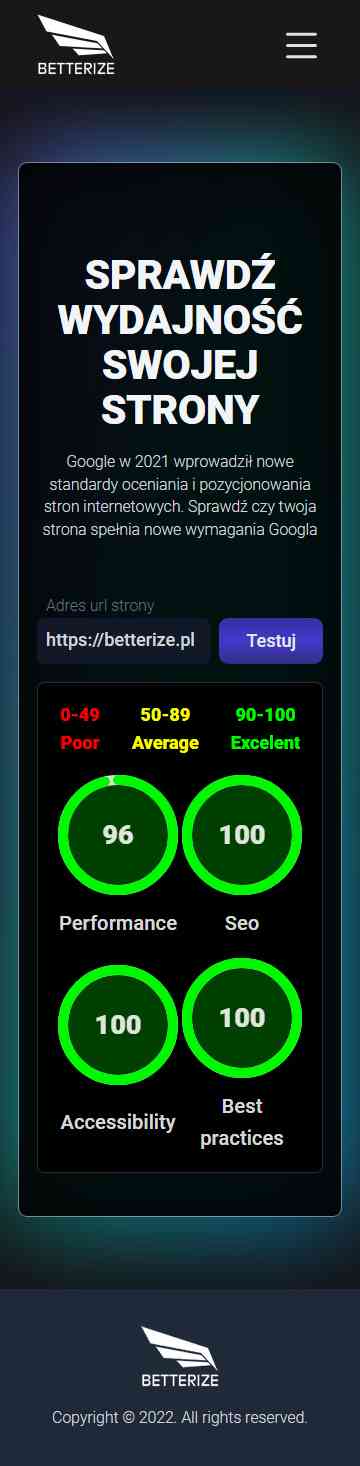 BETTERIZE
SPRAWDŹ
WYDAJNOŚĆ
SWOJEJ
STRONY
Google w 2021 wprowadził nowe
standardy oceniania i pozycjonowania
stron internetowych. Sprawdź czy twoja
strona spełnia nowe wymagania Googla
Adres url strony
https://betterize.pl
Testuj
0-49 50-89 90-100
Poor Average Excelent
96 100
Performance Seo
100 100
Accessibility Best
practices
BETTERIZE
Copyright © 2022. All rights reserved.